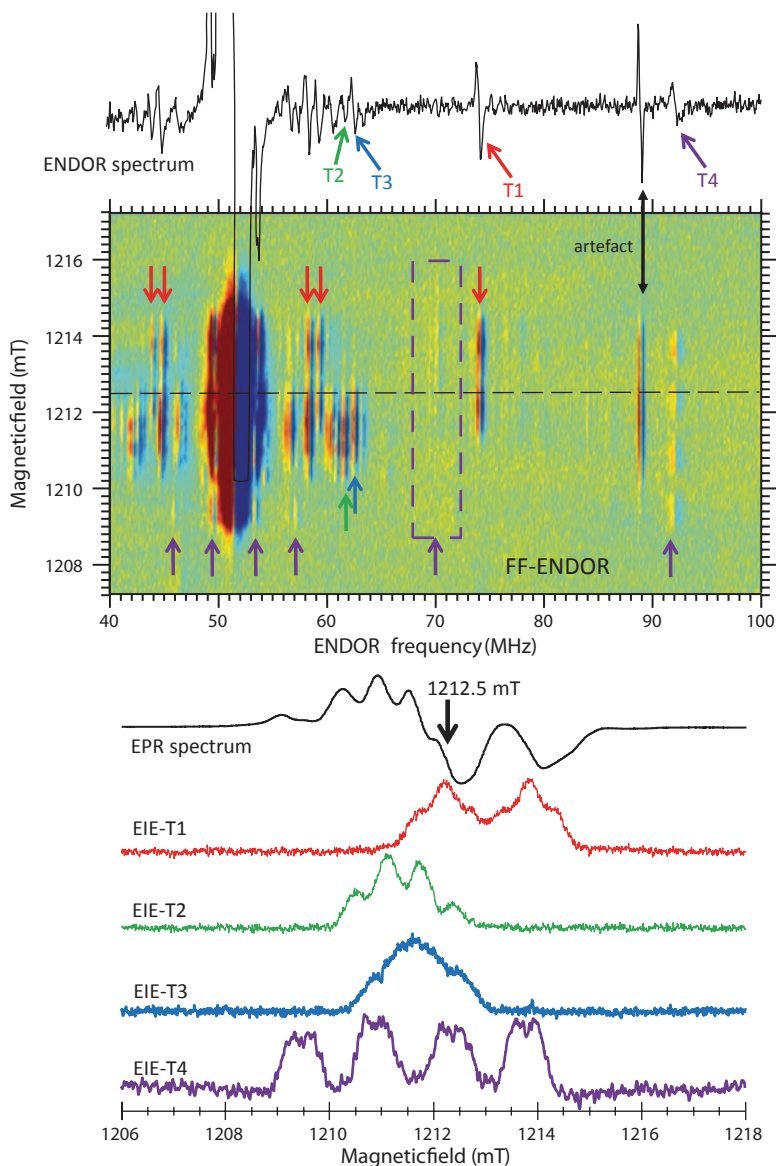 ENDOR spectrum
T2
T3
T1
T4
artefact
1216
1214
1212
1210
1208
Magneticfield (mT)
FF-ENDOR
40 50 60 70 80 90 100
ENDOR frequency(MHz)
1212.5 mT
EPR spectrum
EIE-T1
EIE-T2
EIE-T3
EIE-T4
1206 1208 1210 1212 1214 1216 1218
Magneticfield (mT)